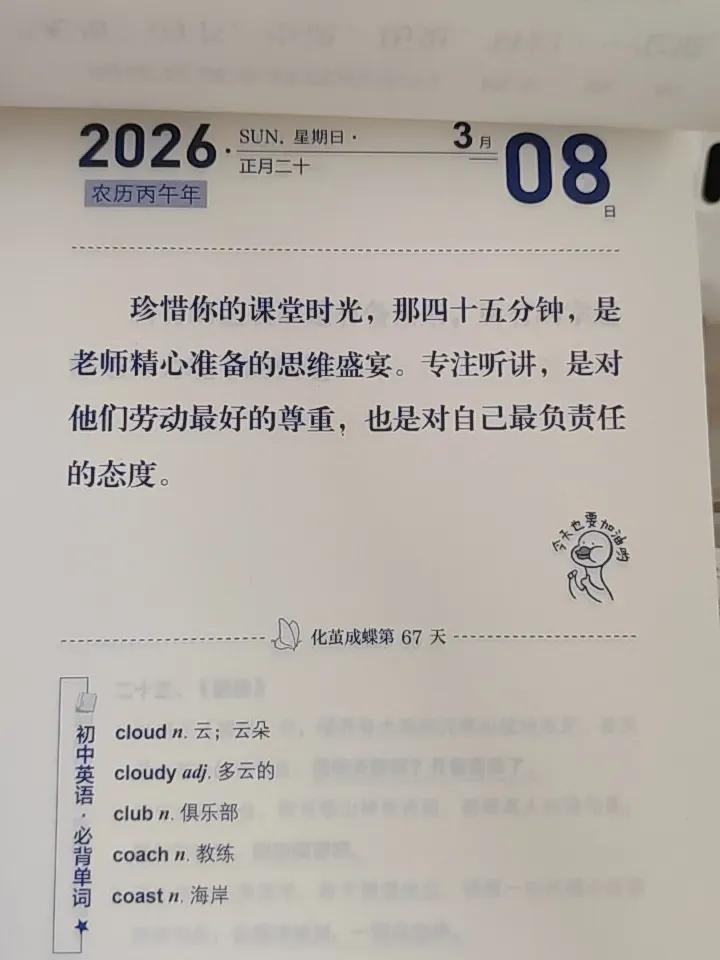 2026 · SUN. 星期日 · 3月 08日
农历丙午年 正月二十
珍惜你的课堂时光，那四十五分钟，是
老师精心准备的思维盛宴。专注听讲，是对
他们劳动最好的尊重，也是对自己最负责任
的态度。
今天也要加油哟
化茧成蝶第 67 天
初中英语·必背单词★
cloud n. 云；云朵
cloudy adj. 多云的
club n. 俱乐部
coach n. 教练
coast n. 海岸